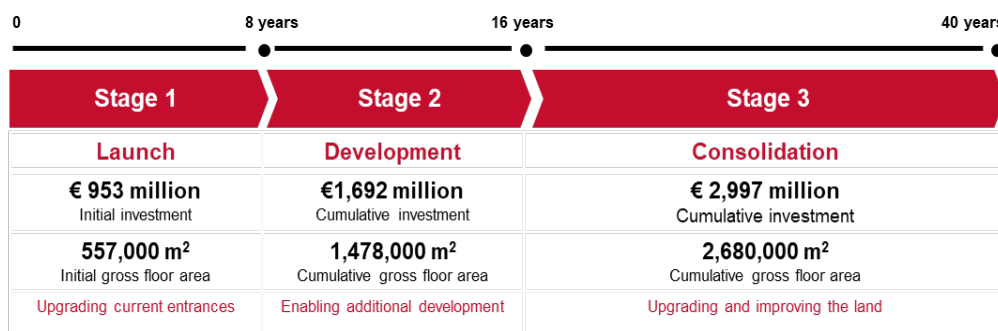 0 8 years 16 years 40 years
Stage 1 Stage 2 Stage 3
Launch Development Consolidation
€ 953 million €1,692 million € 2,997 million
Initial investment Cumulative investment Cumulative investment
557,000 m² 1,478,000 m² 2,680,000 m²
Initial gross floor area Cumulative gross floor area Cumulative gross floor area
Upgrading current entrances Enabling additional development Upgrading and improving the land